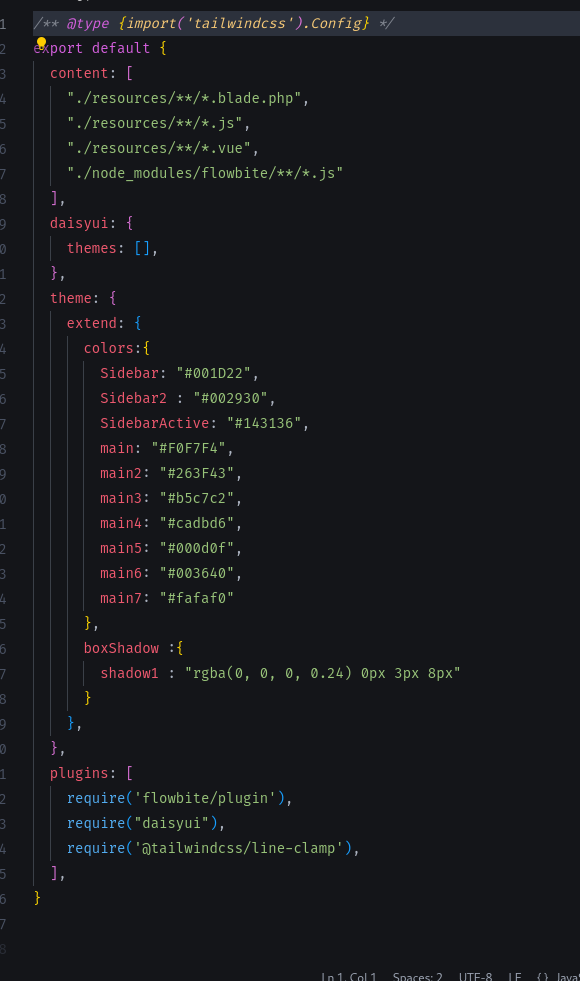 1 /** @type {import('tailwindcss').Config} */
2 export default {
3   content: [
4     "./resources/**/*.blade.php",
5     "./resources/**/*.js",
6     "./resources/**/*.vue",
7     "./node_modules/flowbite/**/*.js"
8   ],
9   daisyui: {
0     themes: [],
1   },
2   theme: {
3     extend: {
4       colors:{
5         Sidebar: "#001D22",
6         Sidebar2 : "#002930",
7         SidebarActive: "#143136",
8         main: "#F0F7F4",
9         main2: "#263F43",
0         main3: "#b5c7c2",
1         main4: "#cadbd6",
2         main5: "#000d0f",
3         main6: "#003640",
4         main7: "#fafaf0"
5       },
6       boxShadow :{
7         shadow1 : "rgba(0, 0, 0, 0.24) 0px 3px 8px"
8       }
9     },
0   },
1   plugins: [
2     require('flowbite/plugin'),
3     require("daisyui"),
4     require('@tailwindcss/line-clamp'),
5   ],
6 }
7
8
Ln 1, Col 1 Spaces: 2 UTF-8 LF {} Java